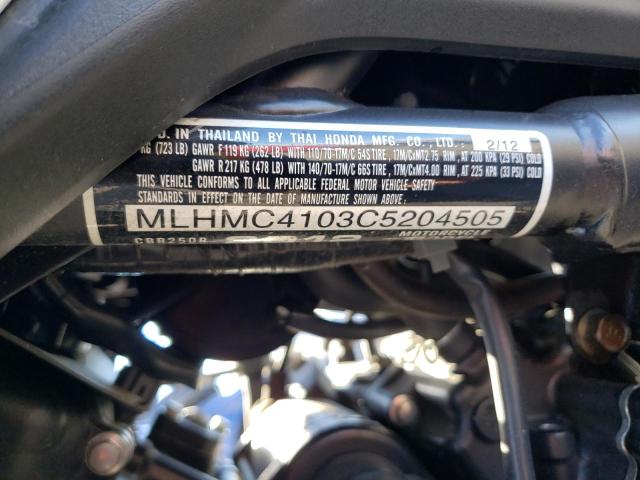 D. IN THAILAND BY THAI HONDA MFG. CO., LTD.: 2/12
KG (723 LB) GAWR F 119 KG (262 LB) WITH 110/70-17M/C 54S TIRE, 17M/CxMT2.75 RIM, AT 200 KPA (29 PSI) COLD
GAWR R 217 KG (478 LB) WITH 140/70-17M/C 66S TIRE, 17M/CxMT4.00 RIM, AT 225 KPA (33 PSI) COLD
THIS VEHICLE CONFORMS TO ALL APPLICABLE FEDERAL MOTOR VEHICLE SAFETY
STANDARDS IN EFFECT ON THE DATE OF MANUFACTURE SHOWN ABOVE.
MLHMC4103C5204505
CBR250R MOTORCYCLE